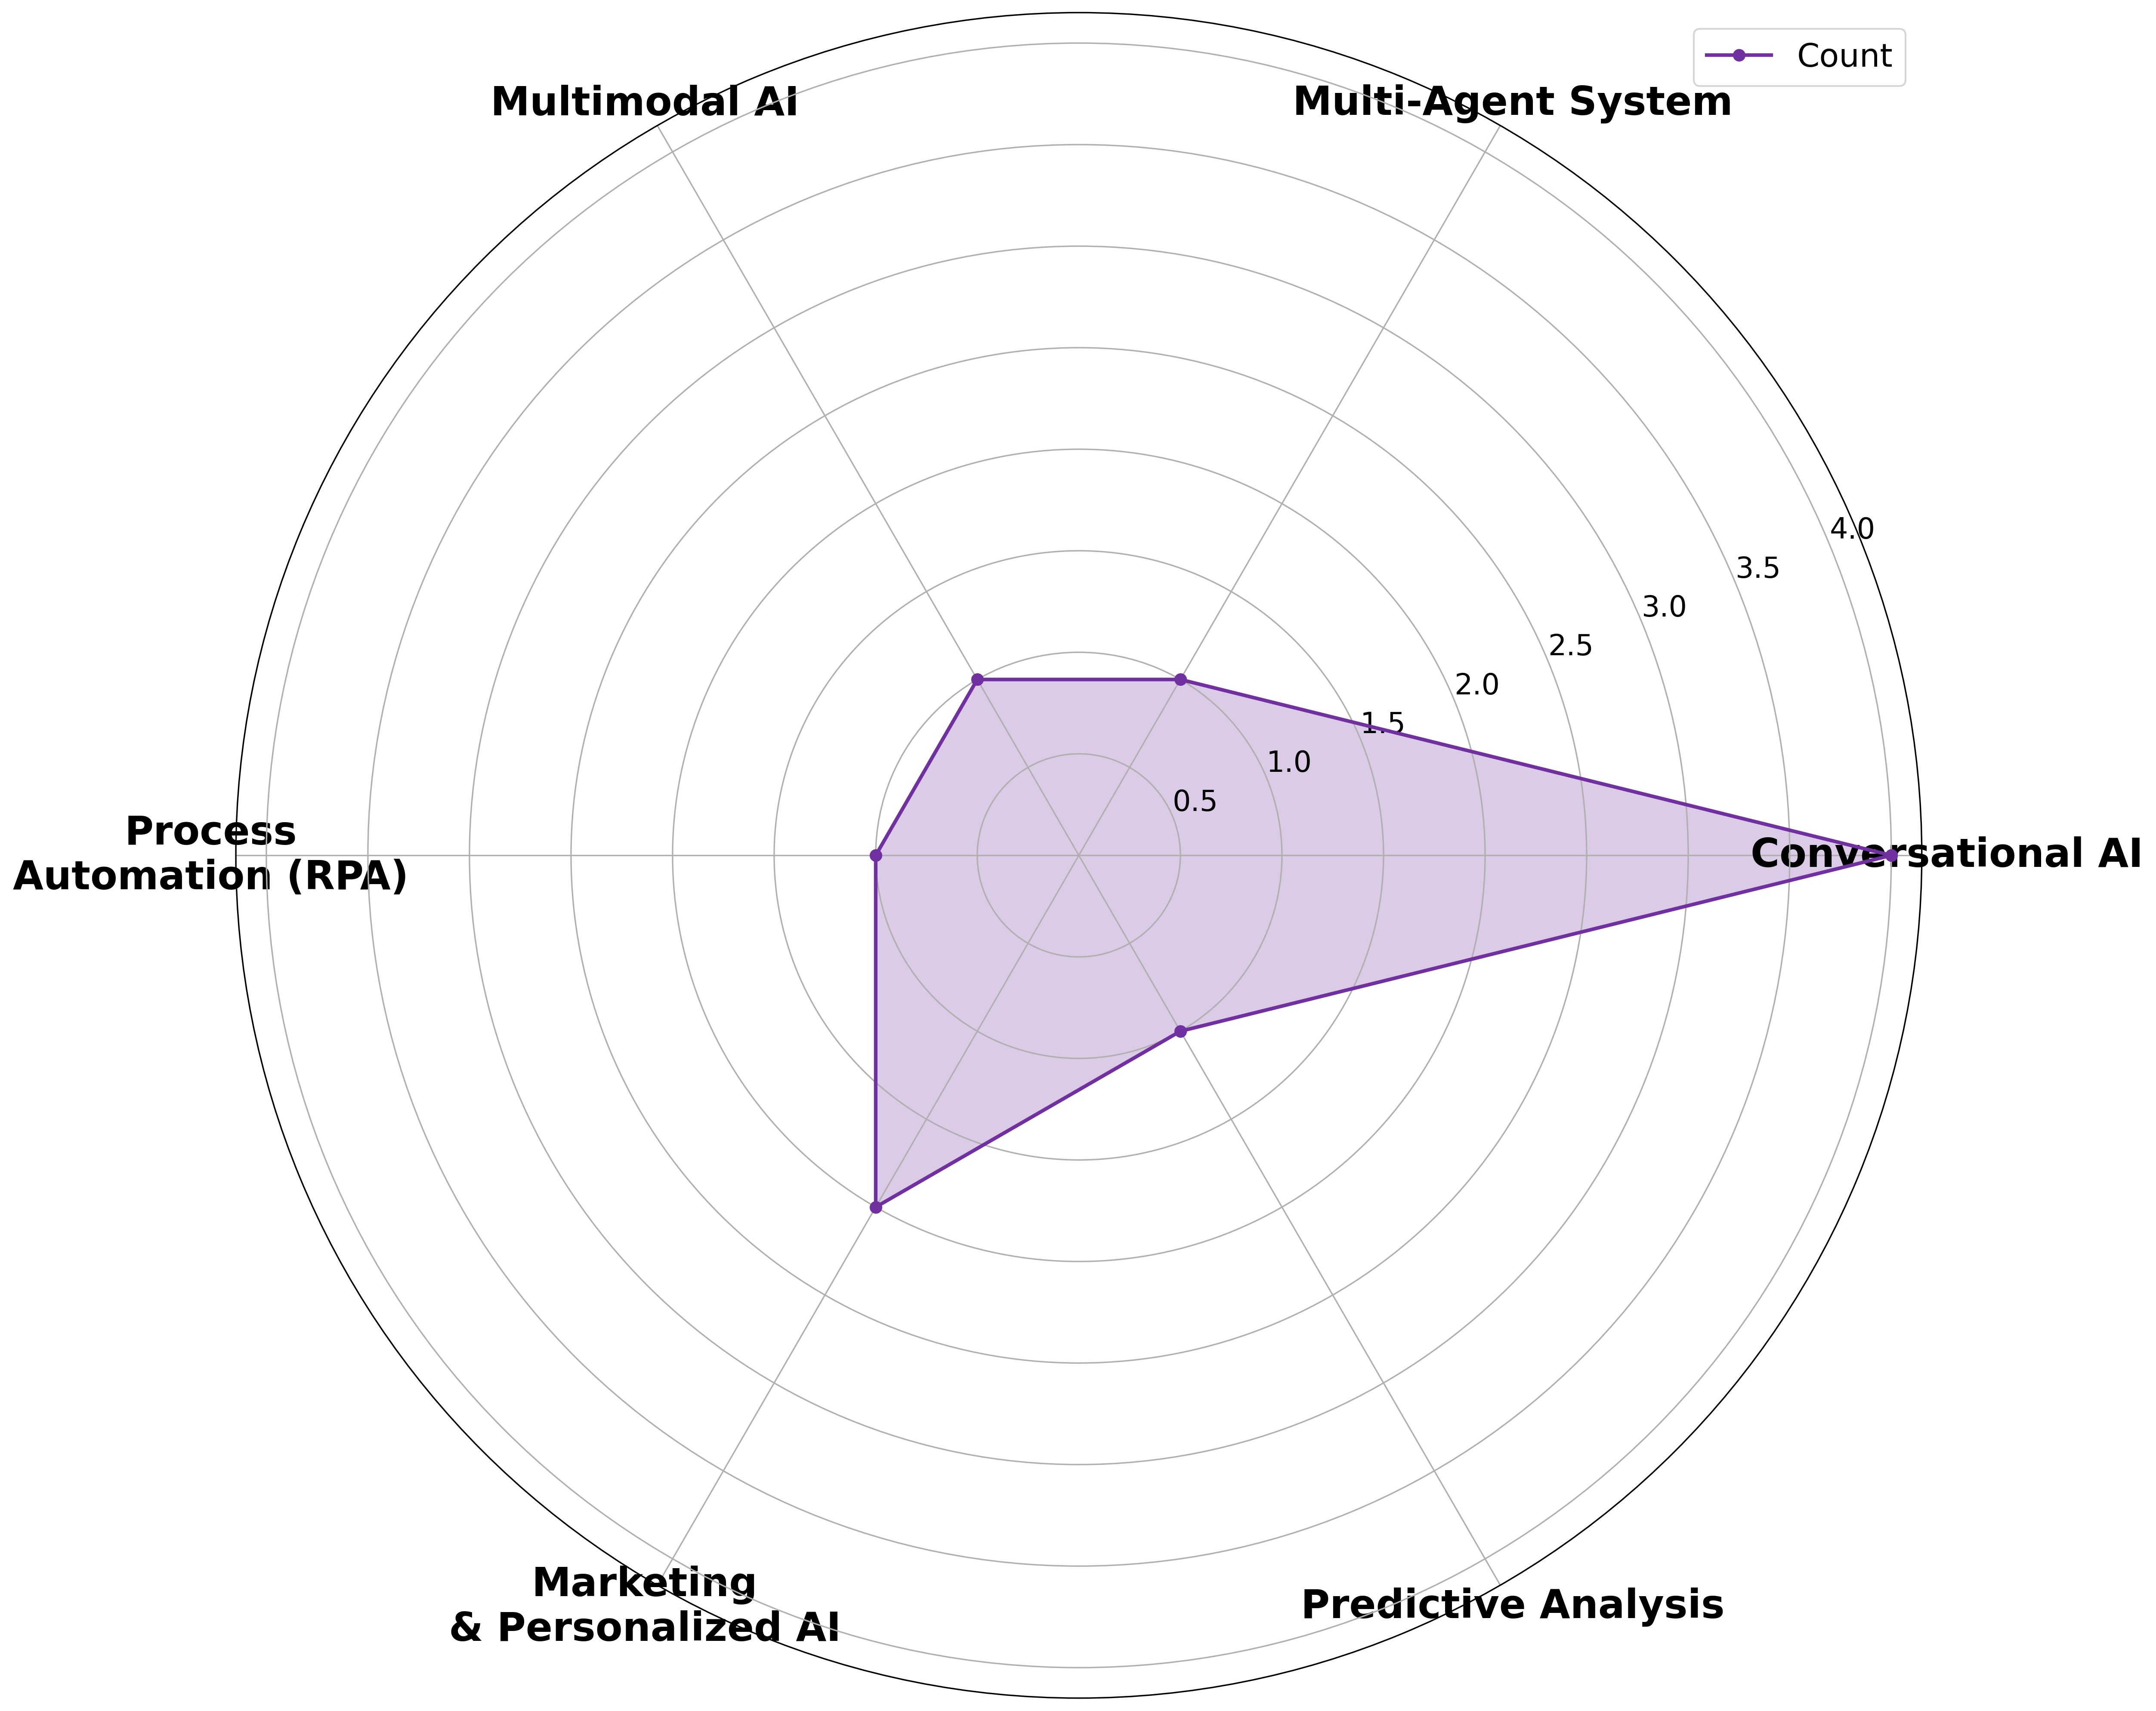 Count
Multimodal AI
Multi-Agent System
4.0
3.5
3.0
2.5
2.0
1.5
1.0
0.5
Process
Automation (RPA)
Conversational AI
Marketing
& Personalized AI
Predictive Analysis